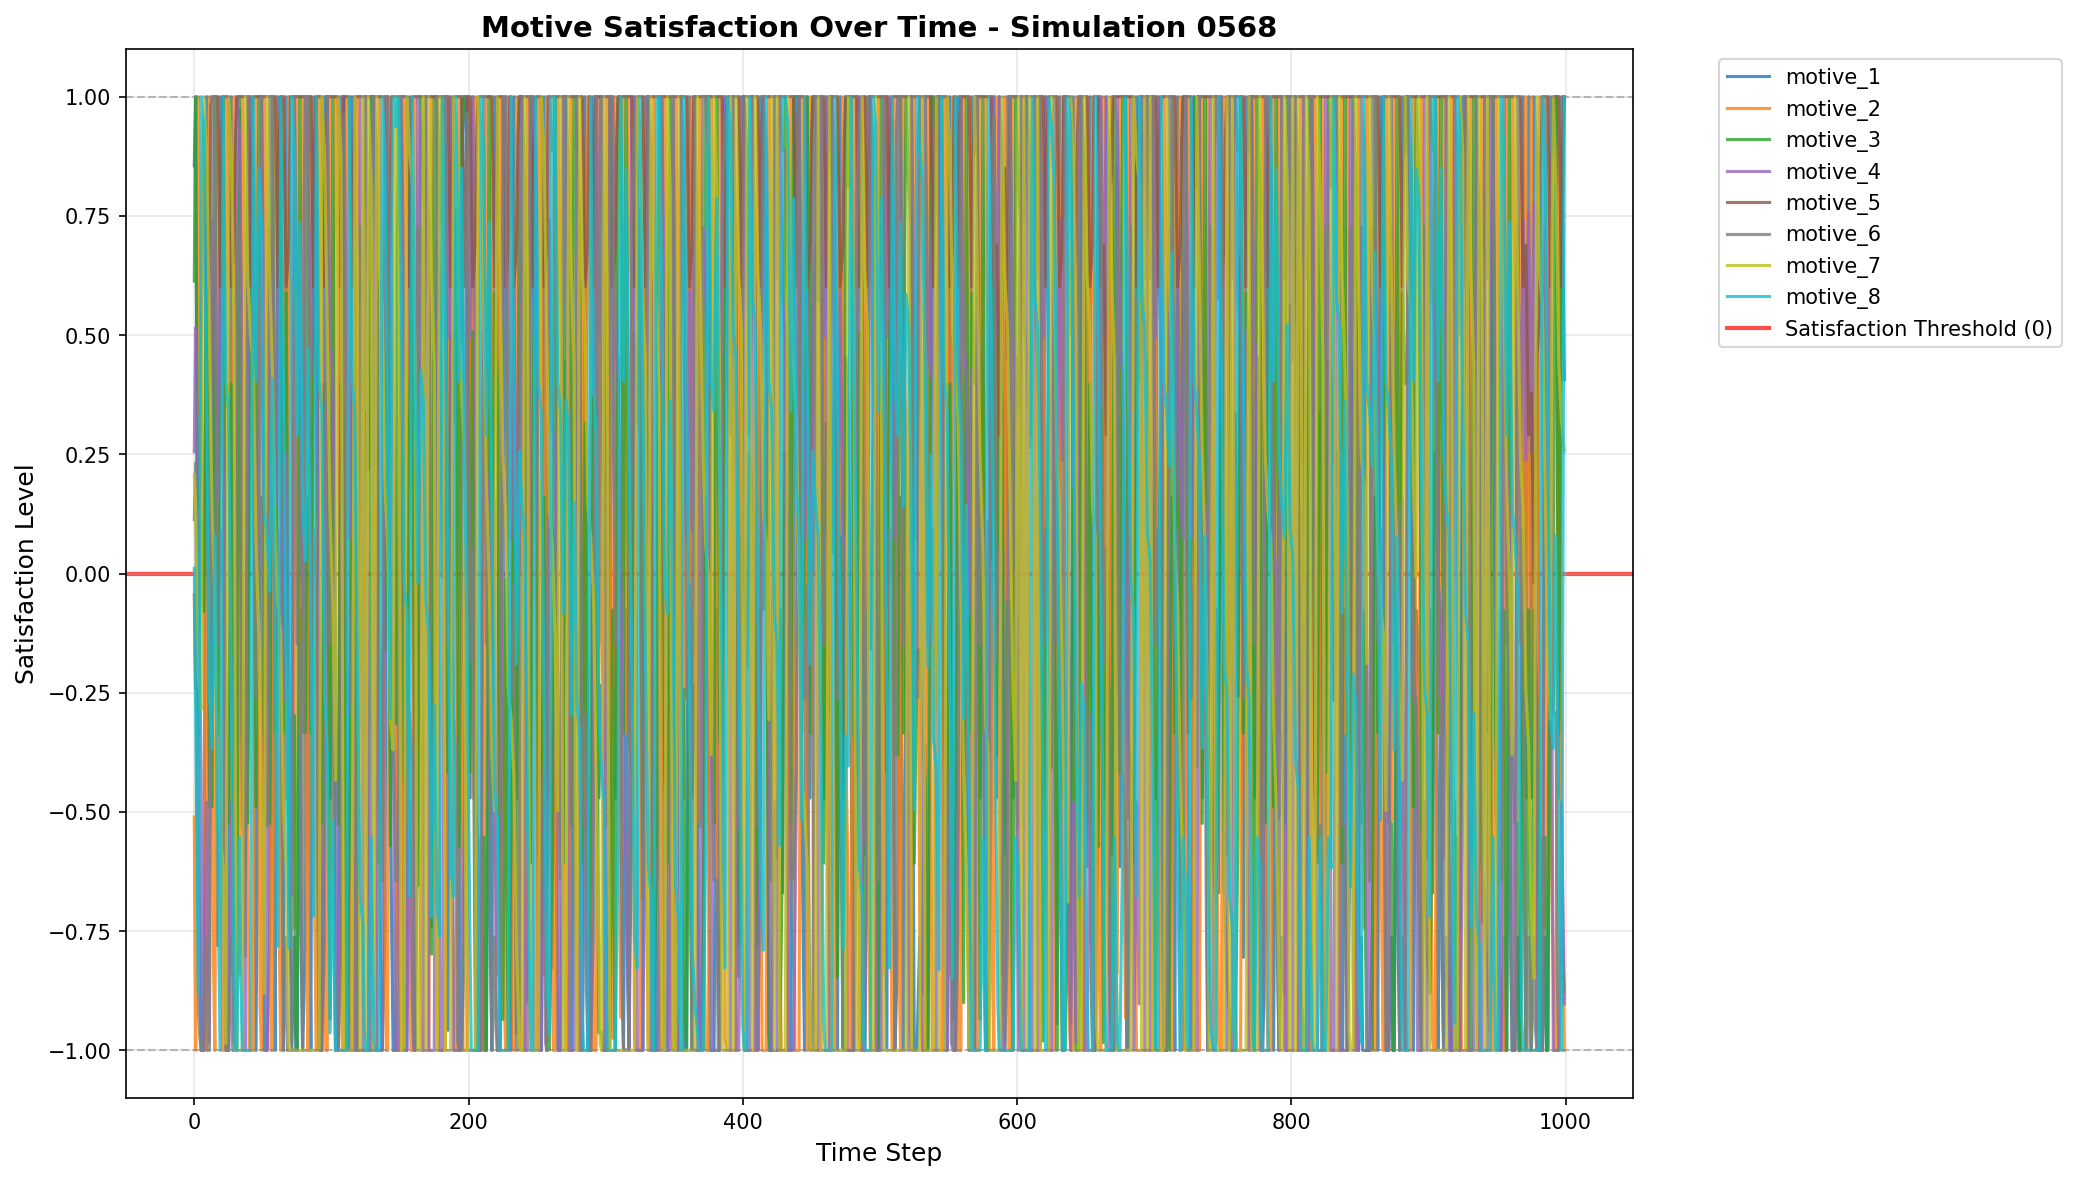 Motive Satisfaction Over Time - Simulation 0568
1.00
0.75
0.50
0.25
0.00
−0.25
−0.50
−0.75
−1.00
Satisfaction Level
0
200
400
600
800
1000
Time Step
motive_1
motive_2
motive_3
motive_4
motive_5
motive_6
motive_7
motive_8
Satisfaction Threshold (0)